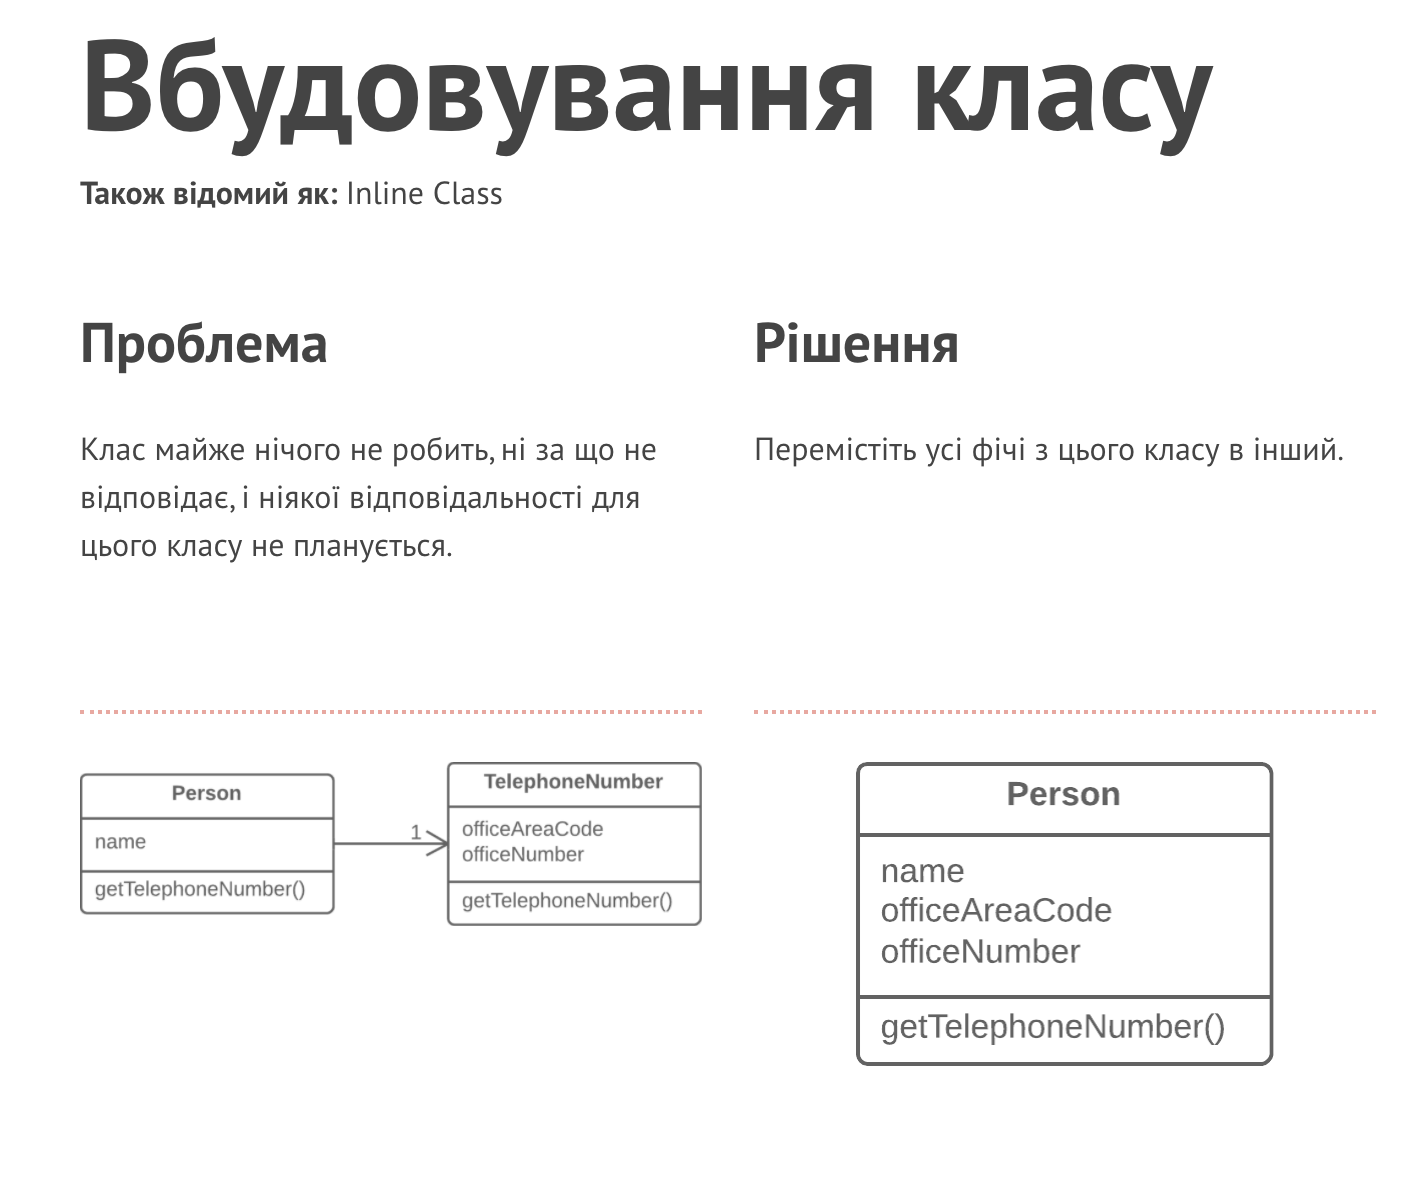 Вбудовування класу
Також відомий як: Inline Class
Проблема
Клас майже нічого не робить, ні за що не
відповідає, і ніякої відповідальності для
цього класу не планується.
Рішення
Перемістіть усі фічі з цього класу в інший.
Person
name
getTelephoneNumber()
1
TelephoneNumber
officeAreaCode
officeNumber
getTelephoneNumber()
Person
name
officeAreaCode
officeNumber
getTelephoneNumber()